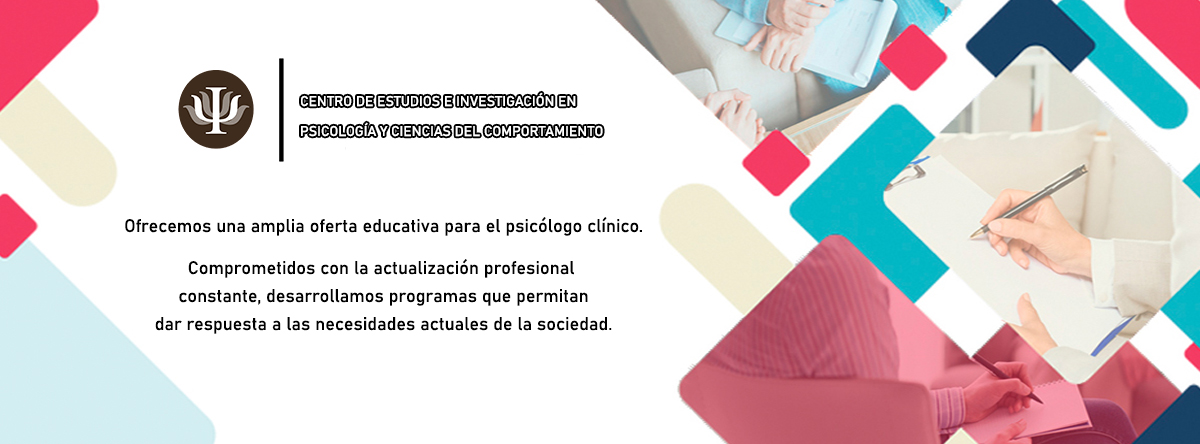 CENTRO DE ESTUDIOS E INVESTIGACIÓN EN
PSICOLOGÍA Y CIENCIAS DEL COMPORTAMIENTO
Ofrecemos una amplia oferta educativa para el psicólogo clínico.
Comprometidos con la actualización profesional
constante, desarrollamos programas que permitan
dar respuesta a las necesidades actuales de la sociedad.